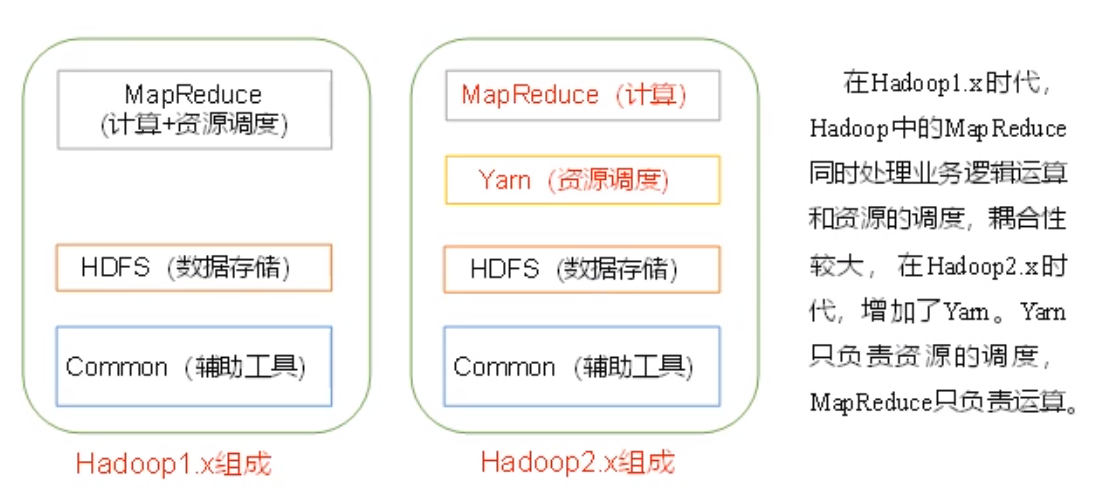 MapReduce
(计算+资源调度)
HDFS (数据存储)
Common (辅助工具)
Hadoop1.x组成
MapReduce (计算)
Yarn (资源调度)
HDFS (数据存储)
Common (辅助工具)
Hadoop2.x组成
在Hadoop1.x时代，
Hadoop中的MapReduce
同时处理业务逻辑运算
和资源的调度，耦合性
较大，在Hadoop2.x时
代，增加了Yarn。Yarn
只负责资源的调度，
MapReduce只负责运算。